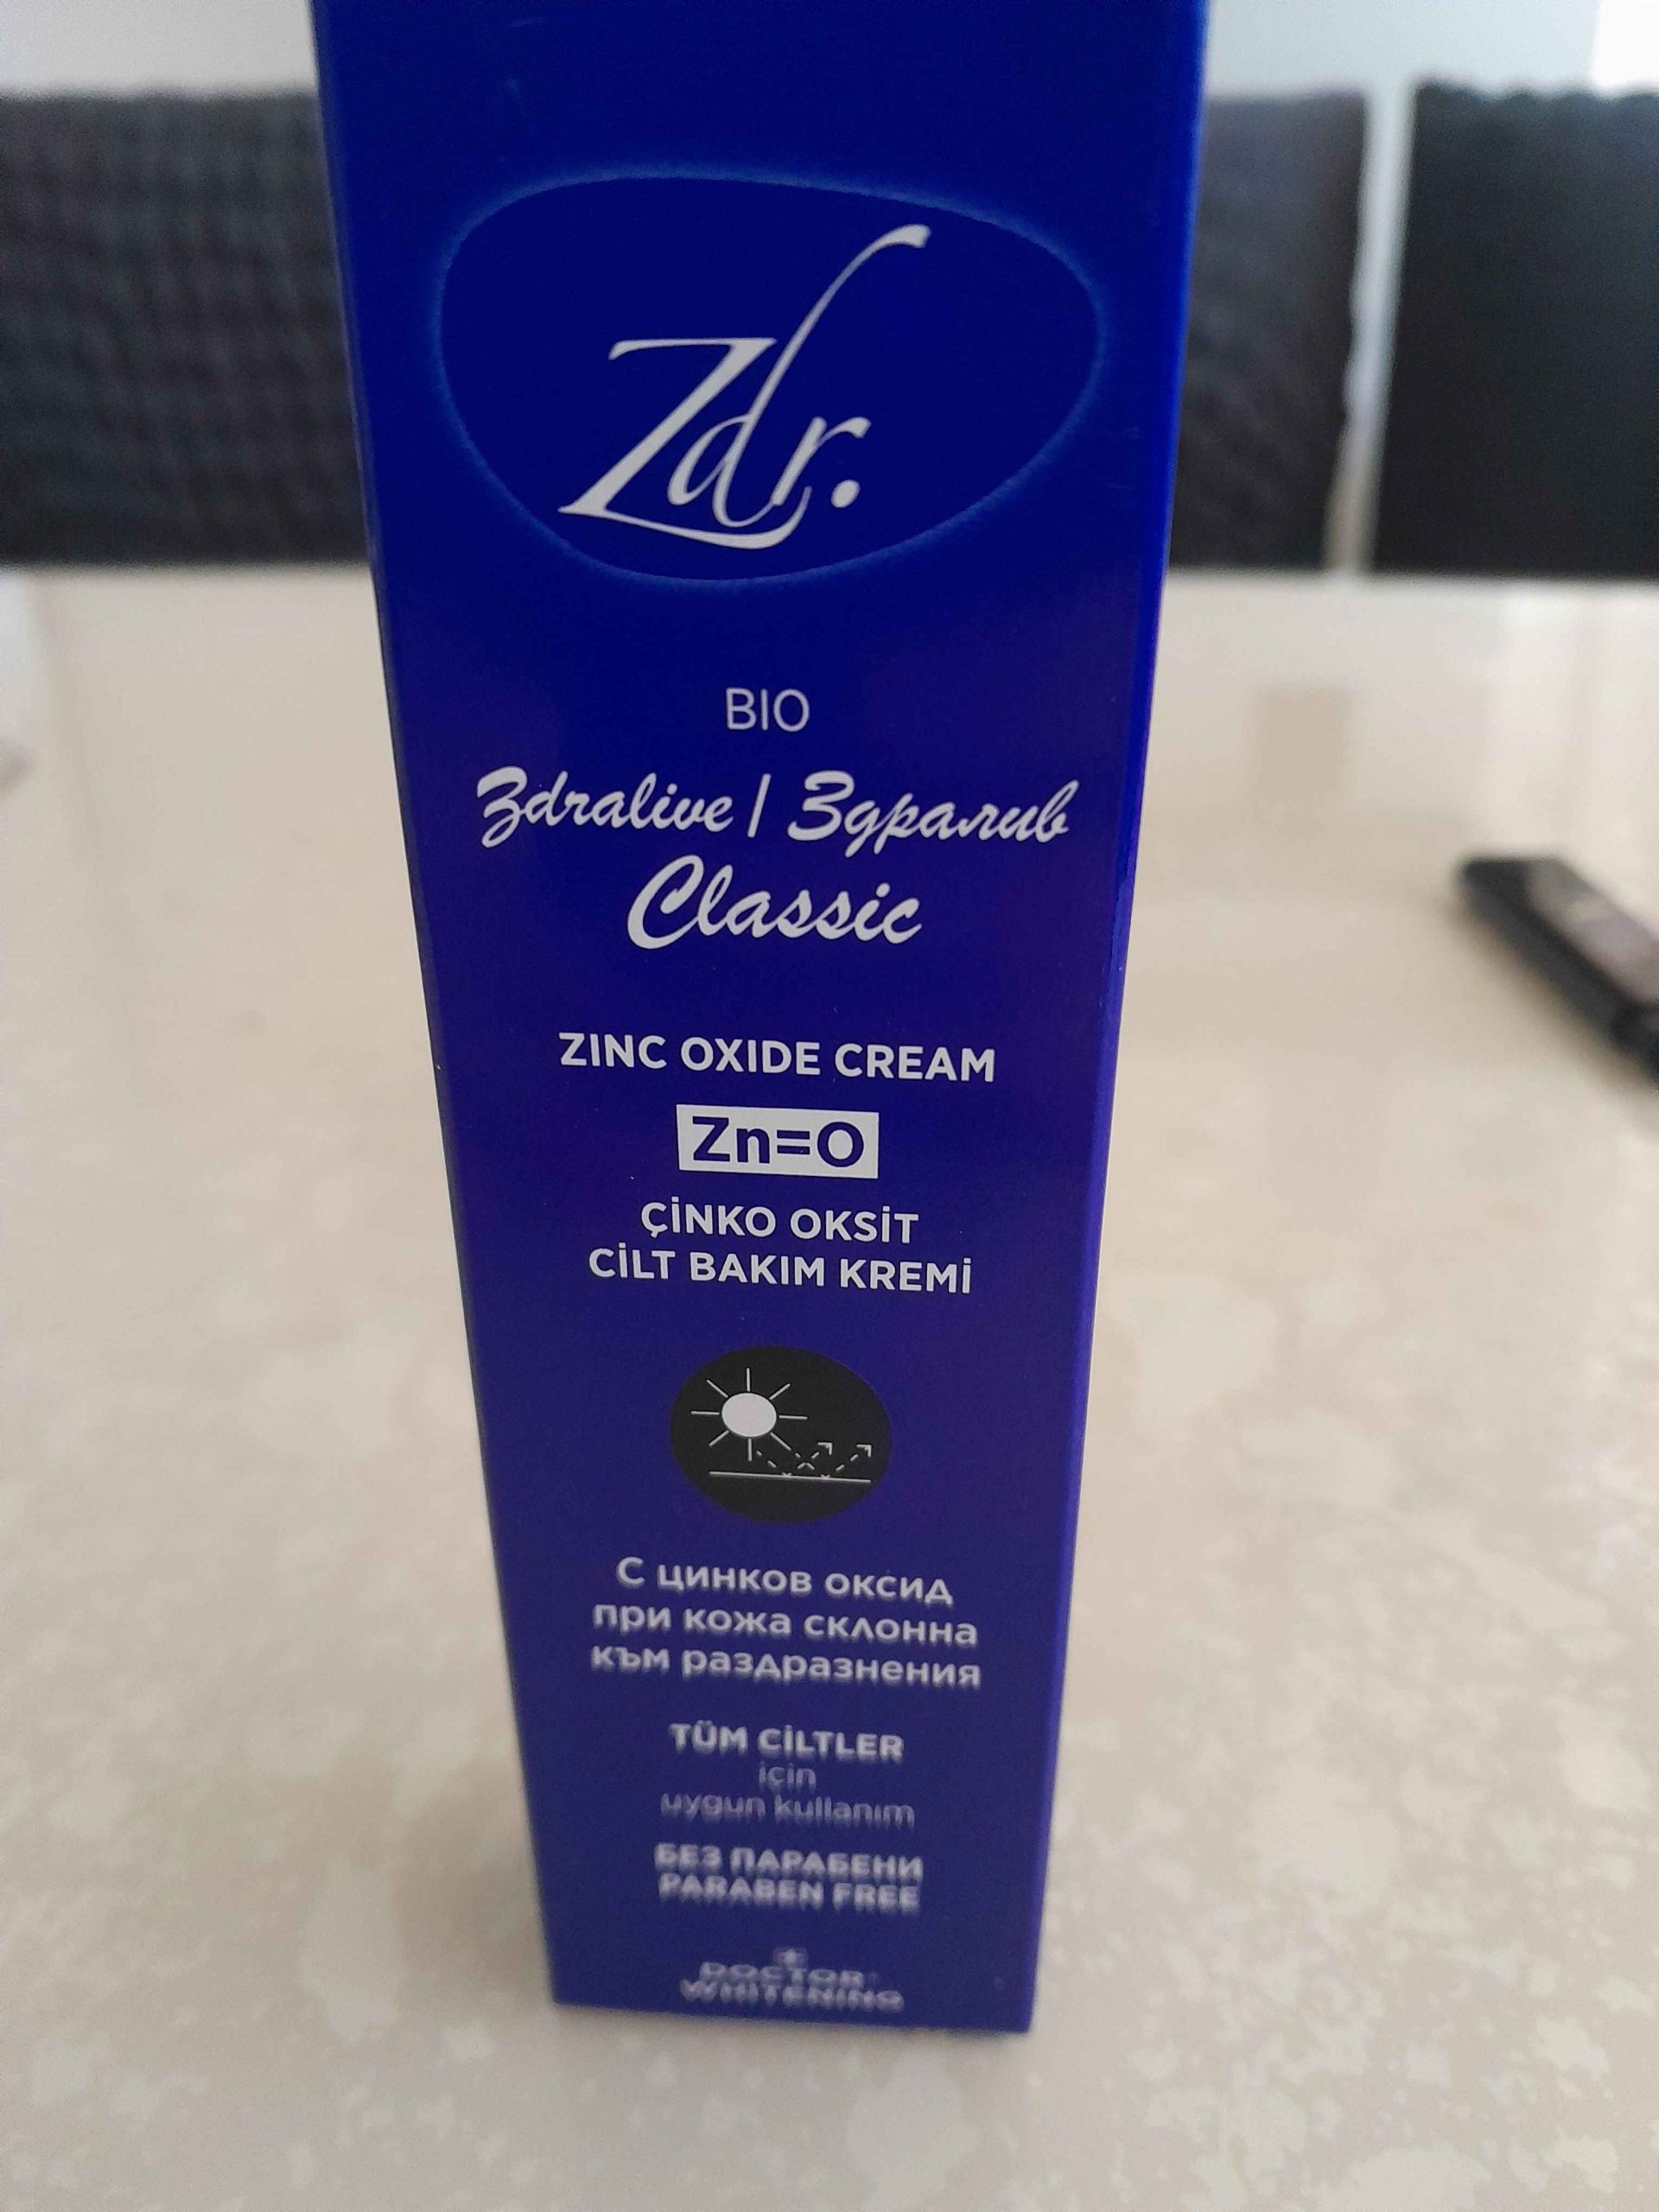 Zdr.
BIO
Zdralive / Здралив
Classic
ZINC OXIDE CREAM
Zn=O
ÇİNKO OKSİT
CİLT BAKIM KREMİ
С ЦИНКОВ ОКСИД
при кожа склонна
към раздразнения
TÜM CİLTLER
için
uygun kullanım
БЕЗ ПАРАБЕНИ
PARABEN FREE
DOCTOR
WHITENING